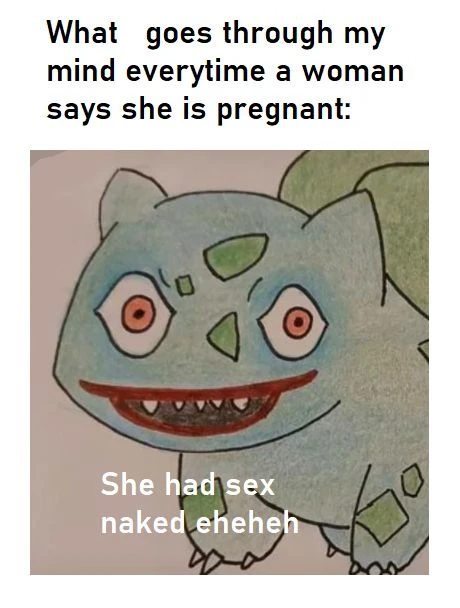 What goes through my
mind everytime a woman
says she is pregnant:
She had sex
naked eheheh